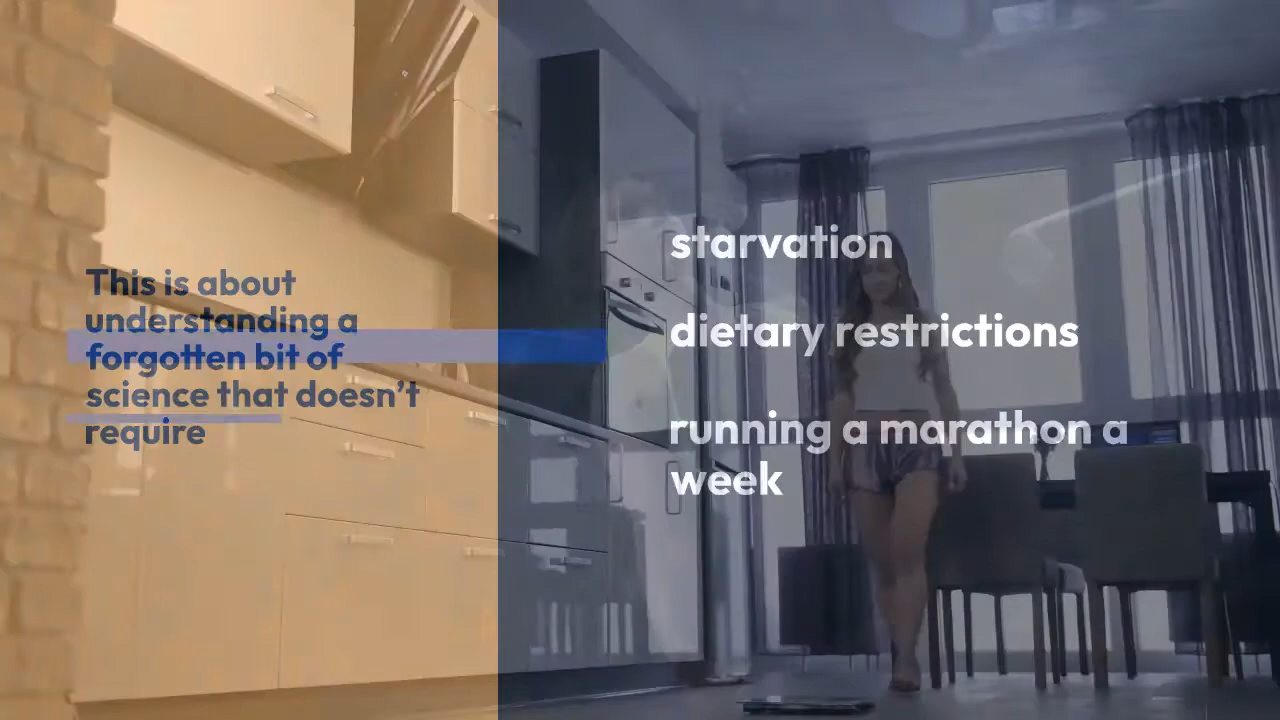 This is about
understanding a
forgotten bit of
science that doesn’t
require
starvation
dietary restrictions
running a marathon a
week